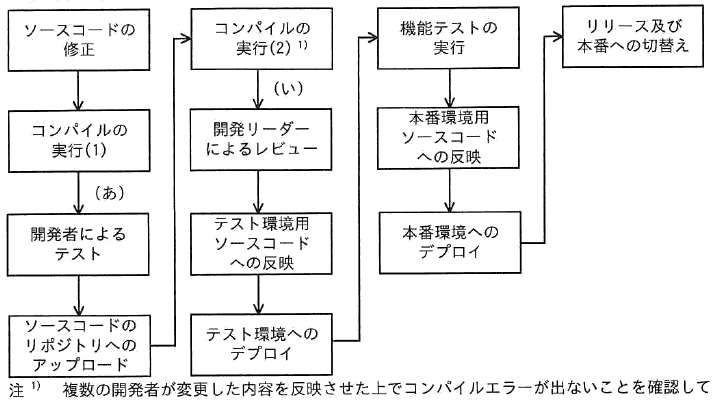 ソースコードの
修正
コンパイルの
実行(1)
(あ)
開発者による
テスト
ソースコードの
リポジトリへの
アップロード
コンパイルの
実行(2) 1)
(い)
開発リーダー
によるレビュー
テスト環境用
ソースコード
への反映
テスト環境への
デプロイ
機能テストの
実行
本番環境用
ソースコード
への反映
本番環境への
デプロイ
リリース及び
本番への切替え
注 1) 複数の開発者が変更した内容を反映させた上でコンパイルエラーが出ないことを確認して